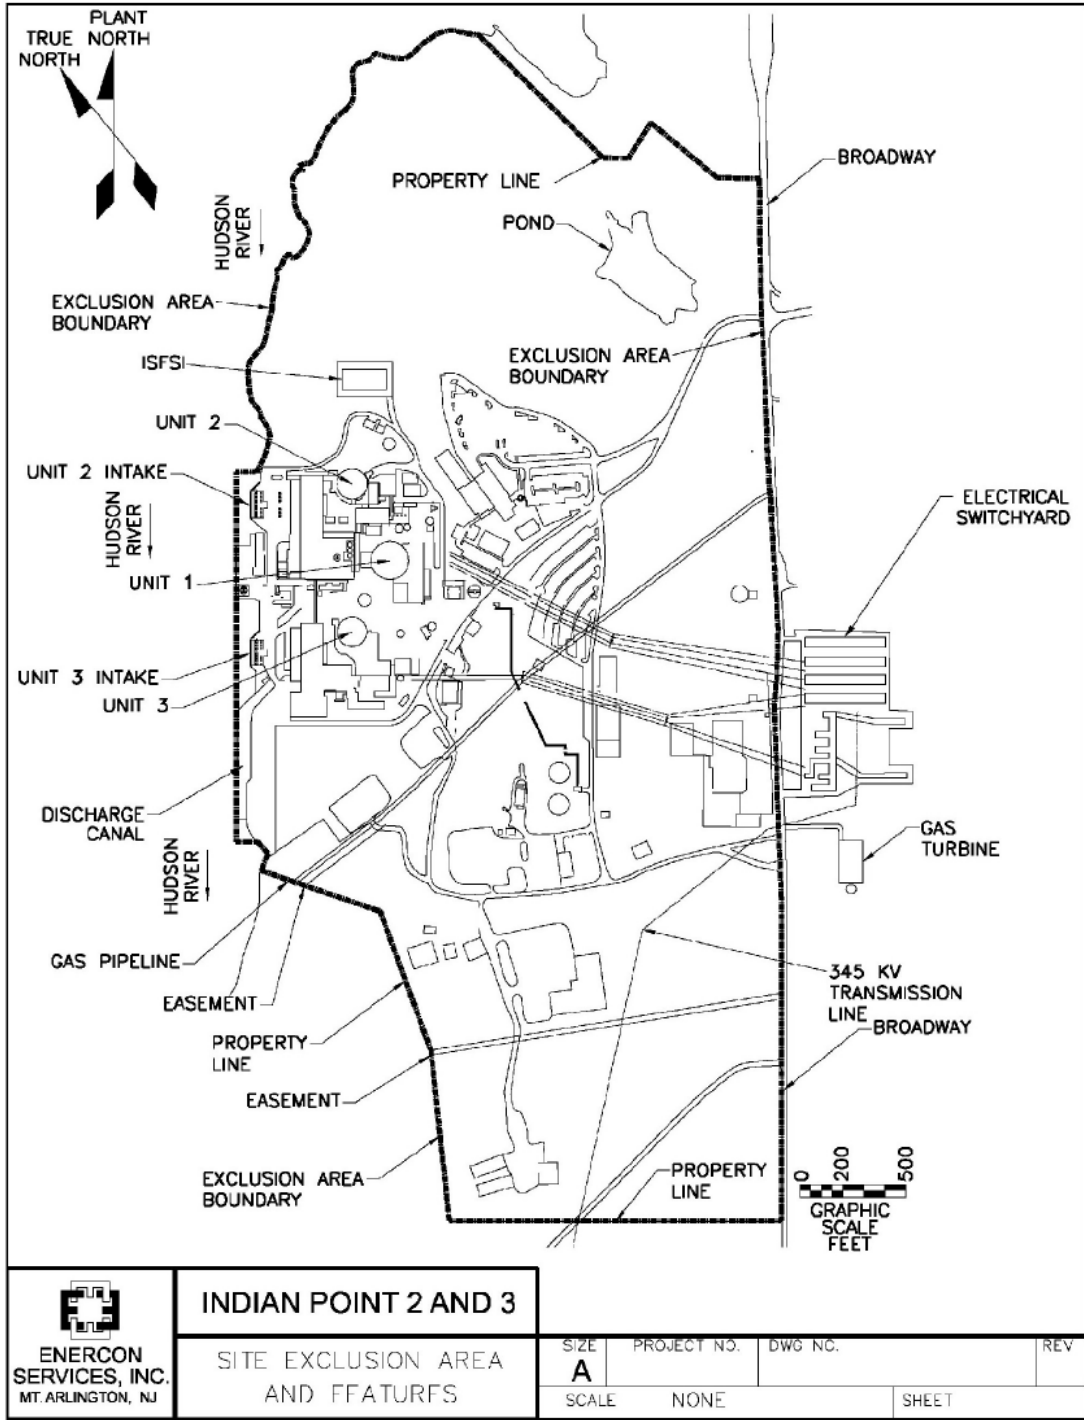 PLANT
TRUE NORTH
NORTH
BROADWAY
PROPERTY LINE
HUDSON
RIVER
POND
EXCLUSION AREA
BOUNDARY
EXCLUSION AREA
BOUNDARY
ISFSI
UNIT 2
UNIT 2 INTAKE
HUDSON
RIVER
ELECTRICAL
SWITCHYARD
UNIT 1
UNIT 3 INTAKE
UNIT 3
DISCHARGE
CANAL
GAS
TURBINE
HUDSON
RIVER
GAS PIPELINE
EASEMENT
345 KV
TRANSMISSION
LINE
BROADWAY
PROPERTY
LINE
EASEMENT
EXCLUSION AREA
BOUNDARY
PROPERTY
LINE
0 200 500
GRAPHIC
SCALE
FEET
ENERCON
SERVICES, INC.
MT. ARLINGTON, NJ
INDIAN POINT 2 AND 3
SITE EXCLUSION AREA
AND FFATURFS
SIZE
A
PROJECT NO.
DWG NC.
REV
SCALE NONE
SHEET